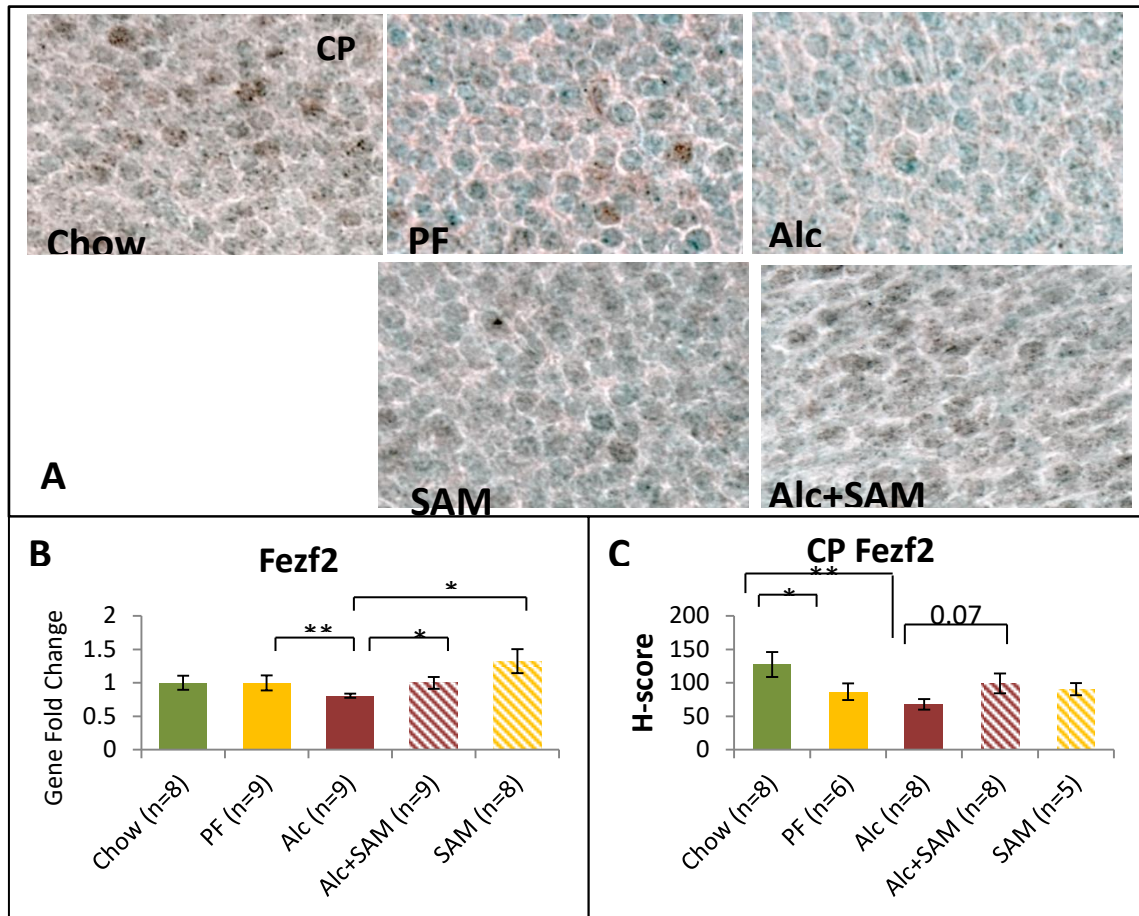 CP
Chow
PF
Alc
A
SAM
Alc+SAM
B
Fezf2
Gene Fold Change
2
1.5
1
0.5
0
**
*
*
Chow (n=8)
PF (n=9)
Alc (n=9)
Alc+SAM (n=9)
SAM (n=8)
C
CP Fezf2
H-score
200
150
100
50
0
**
*
0.07
Chow (n=8)
PF (n=6)
Alc (n=8)
Alc+SAM (n=8)
SAM (n=5)